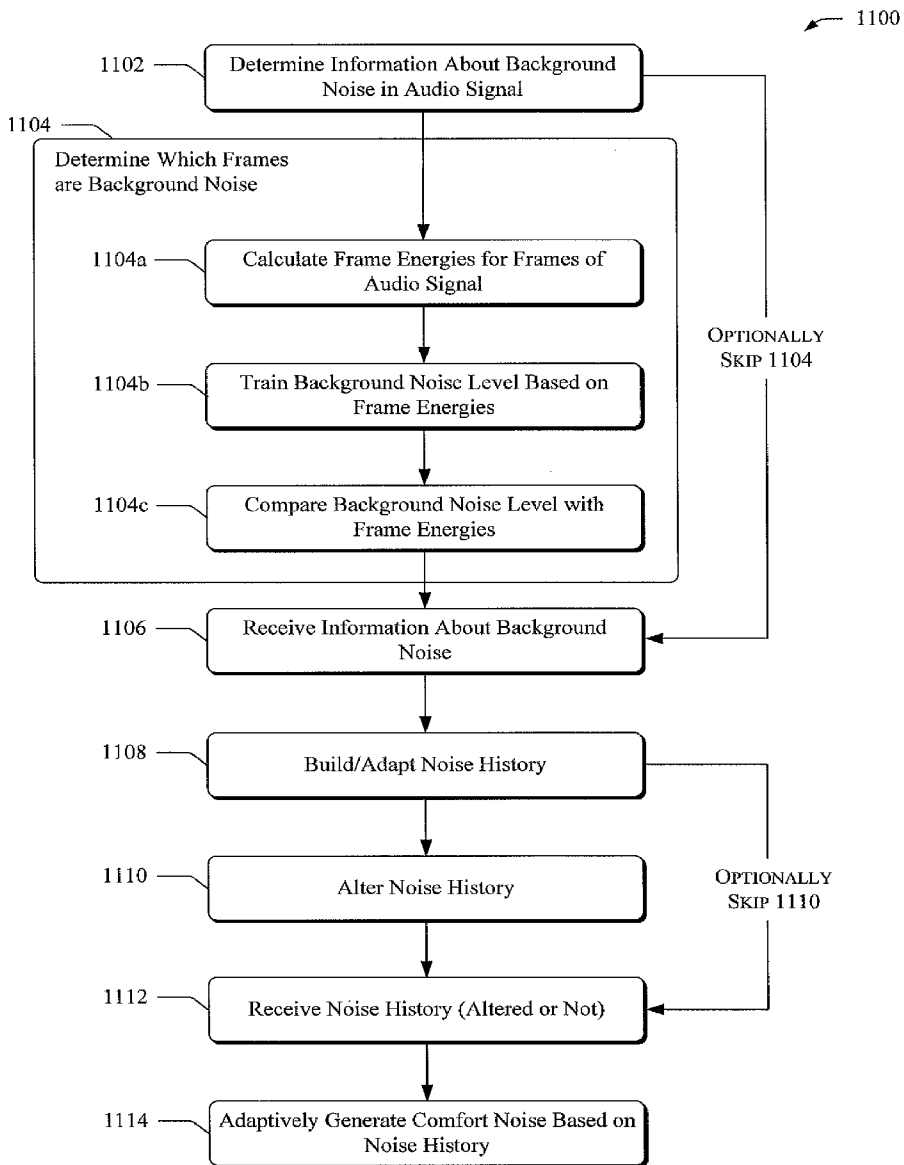 1100
1102
Determine Information About Background
Noise in Audio Signal
1104
Determine Which Frames
are Background Noise
1104a
Calculate Frame Energies for Frames of
Audio Signal
OPTIONALLY
SKIP 1104
1104b
Train Background Noise Level Based on
Frame Energies
1104c
Compare Background Noise Level with
Frame Energies
1106
Receive Information About Background
Noise
1108
Build/Adapt Noise History
1110
Alter Noise History
OPTIONALLY
SKIP 1110
1112
Receive Noise History (Altered or Not)
1114
Adaptively Generate Comfort Noise Based on
Noise History